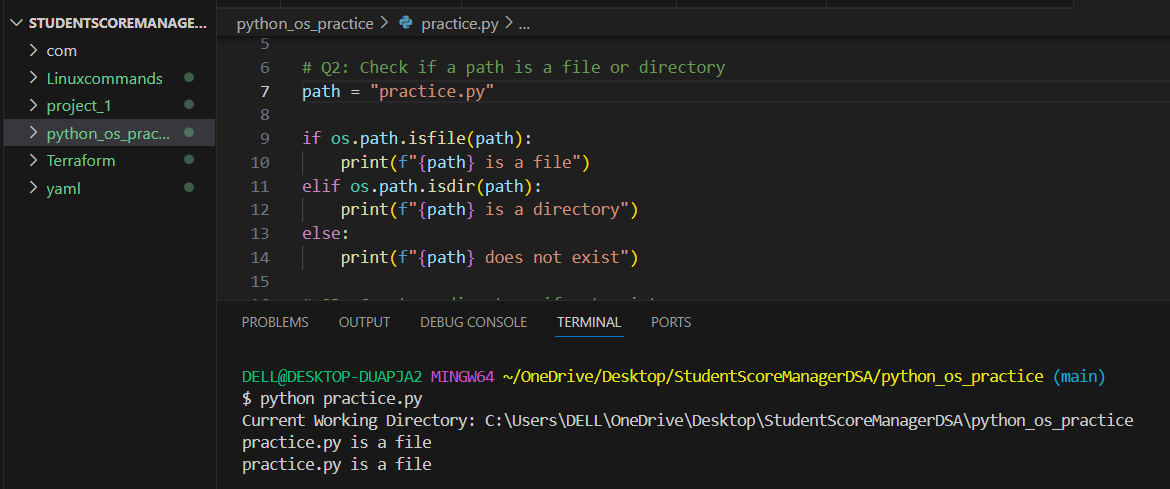 STUDENTSCOREMANAGE...
com
Linuxcommands
project_1
python_os_prac...
Terraform
yaml
python_os_practice > practice.py > ...
5
6 # Q2: Check if a path is a file or directory
7 path = "practice.py"
8
9 if os.path.isfile(path):
10 print(f"{path} is a file")
11 elif os.path.isdir(path):
12 print(f"{path} is a directory")
13 else:
14 print(f"{path} does not exist")
15
PROBLEMS OUTPUT DEBUG CONSOLE TERMINAL PORTS
DELL@DESKTOP-DUAPJA2 MINGW64 ~/OneDrive/Desktop/StudentScoreManagerDSA/python_os_practice (main)
$ python practice.py
Current Working Directory: C:\Users\DELL\OneDrive\Desktop\StudentScoreManagerDSA\python_os_practice
practice.py is a file
practice.py is a file